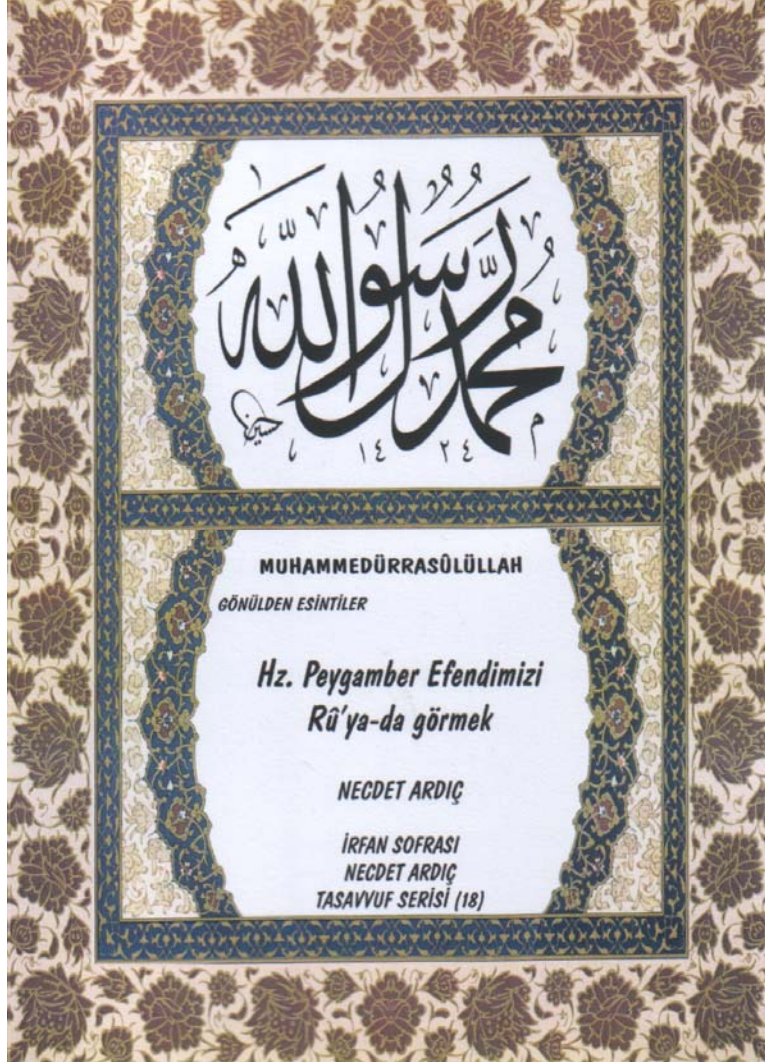 محمد رسول الله
حسين
١٤٢٤
MUHAMMEDÜRRASÛLÜLLAH
GÖNÜLDEN ESİNTİLER
Hz. Peygamber Efendimizi
Rû'ya-da görmek
NECDET ARDIÇ
İRFAN SOFRASI
NECDET ARDIÇ
TASAVVUF SERİSİ (18)